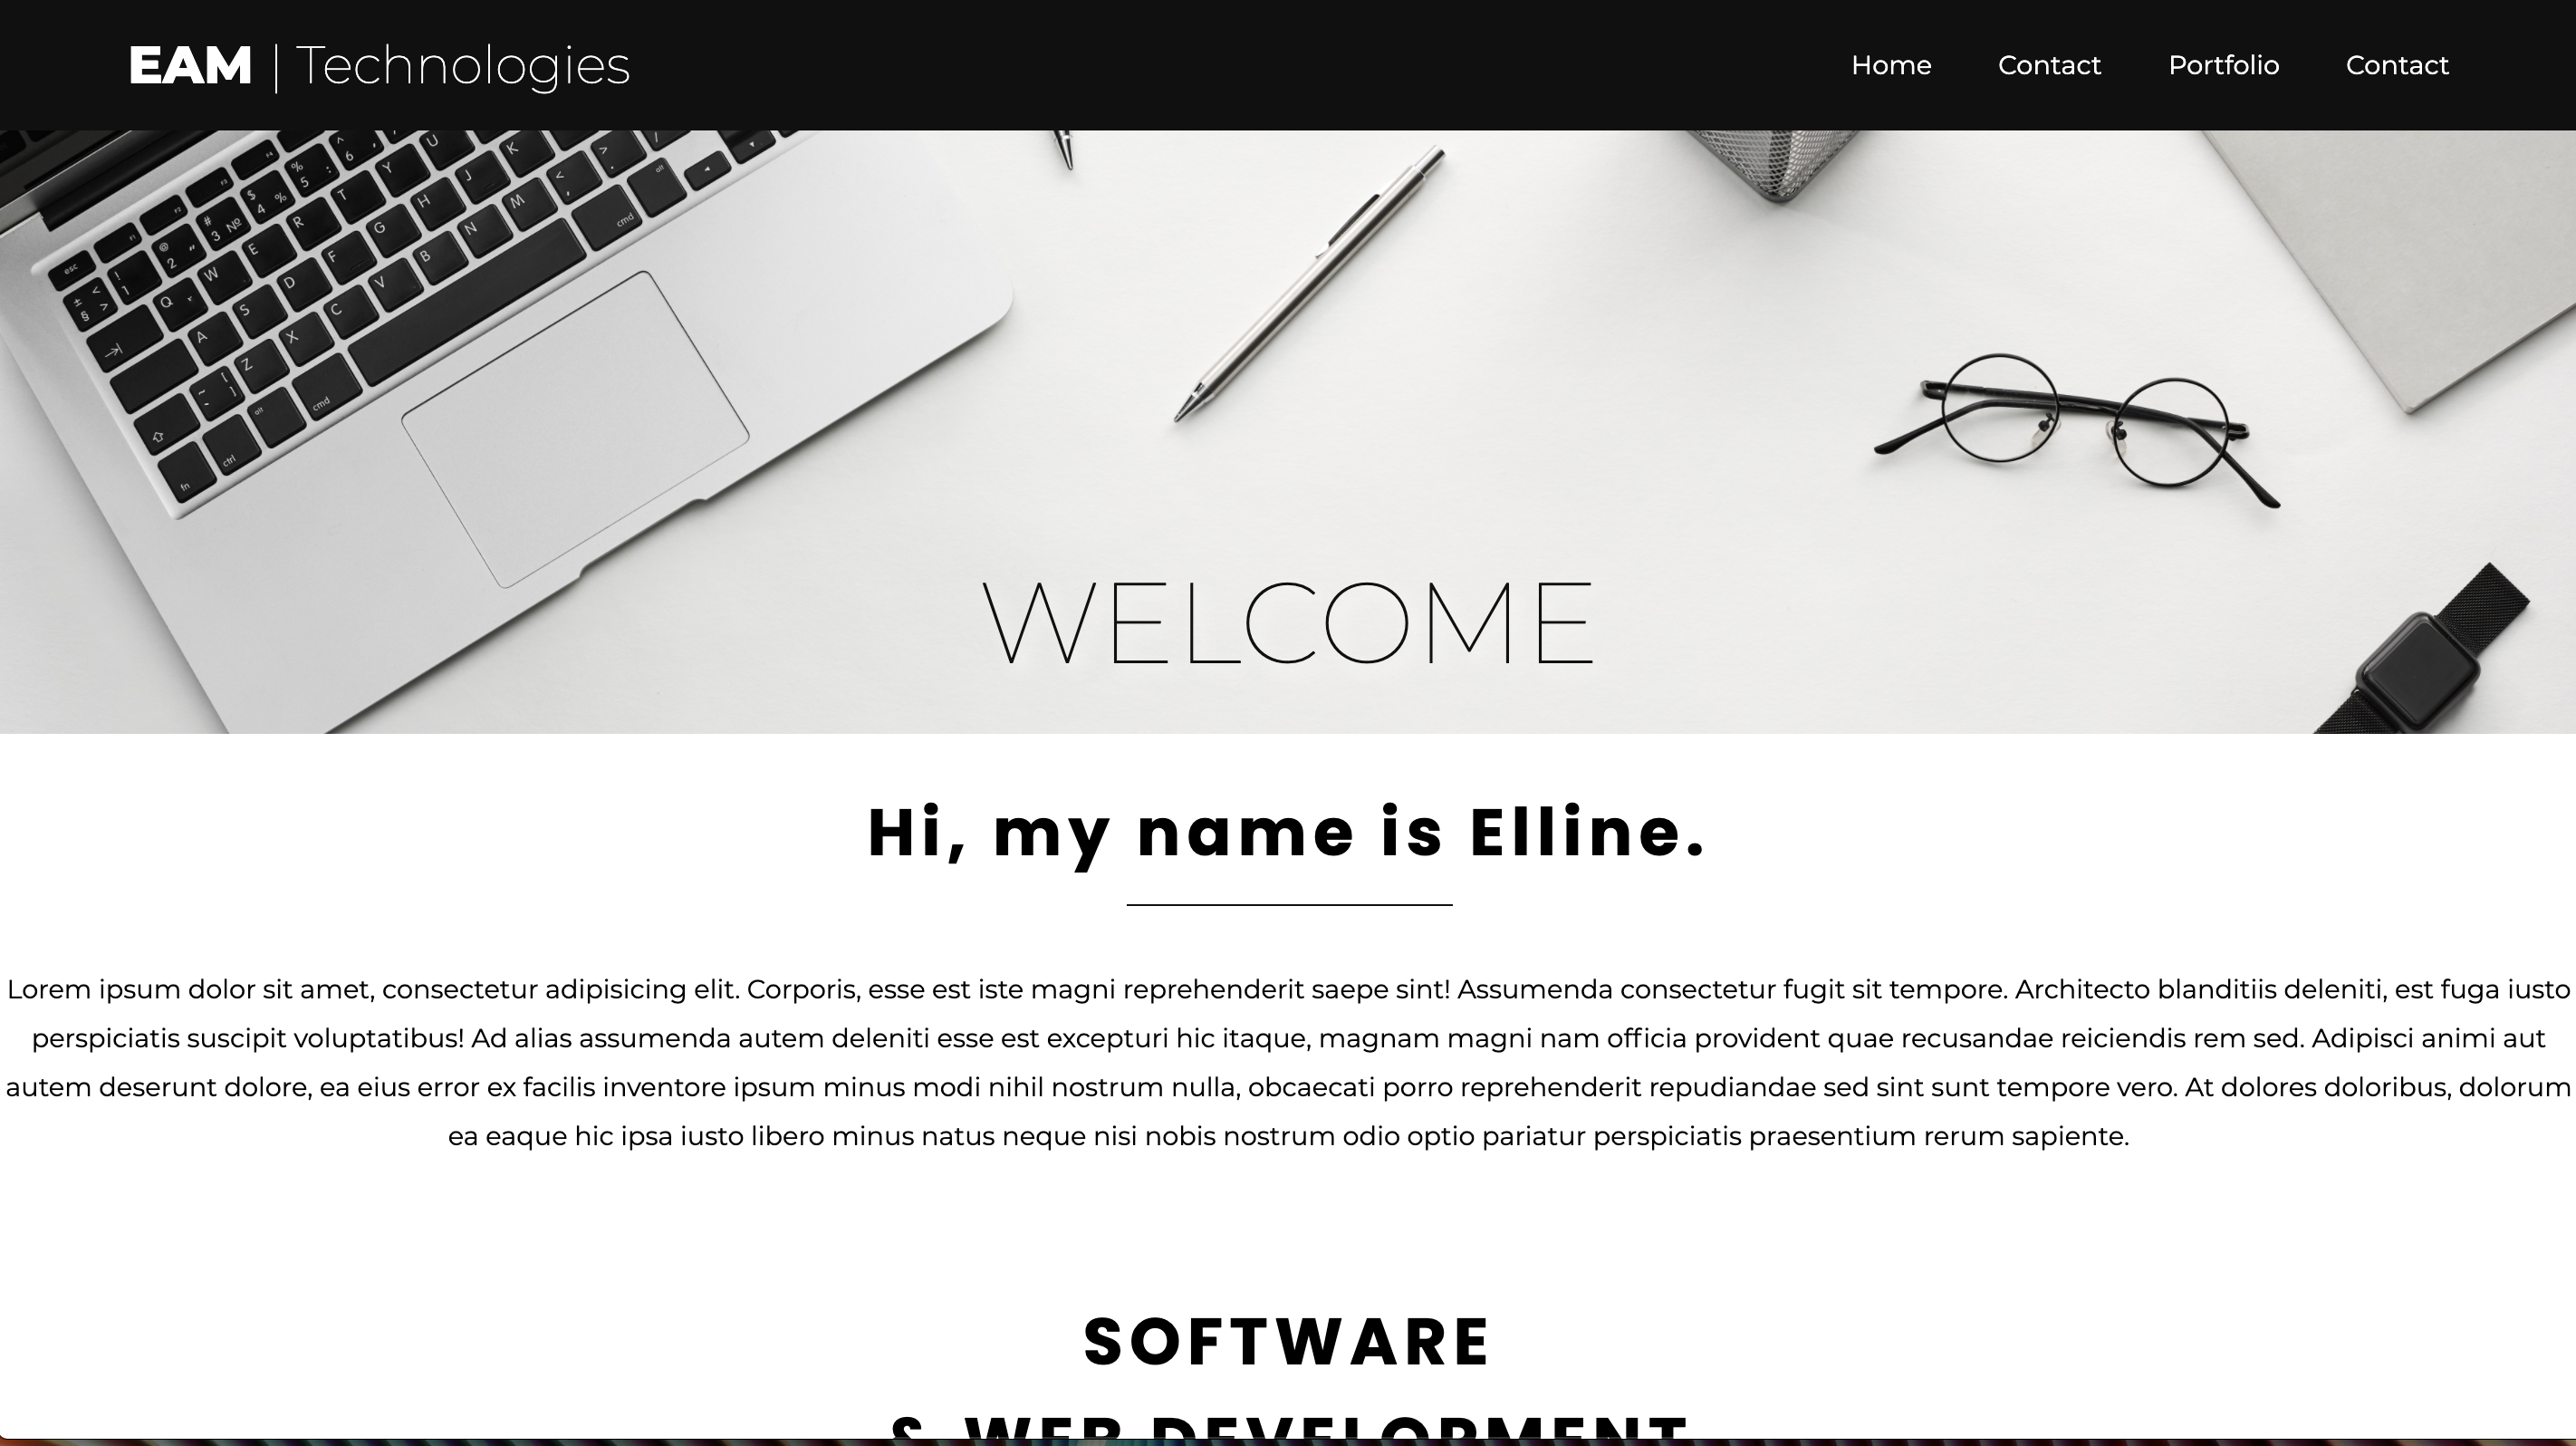 EAM | Technologies
Home Contact Portfolio Contact
WELCOME
Hi, my name is Elline.
Lorem ipsum dolor sit amet, consectetur adipisicing elit. Corporis, esse est iste magni reprehenderit saepe sint! Assumenda consectetur fugit sit tempore. Architecto blanditiis deleniti, est fuga iusto
perspiciatis suscipit voluptatibus! Ad alias assumenda autem deleniti esse est excepturi hic itaque, magnam magni nam officia provident quae recusandae reiciendis rem sed. Adipisci animi aut
autem deserunt dolore, ea eius error ex facilis inventore ipsum minus modi nihil nostrum nulla, obcaecati porro reprehenderit repudiandae sed sint sunt tempore vero. At dolores doloribus, dolorum
ea eaque hic ipsa iusto libero minus natus neque nisi nobis nostrum odio optio pariatur perspiciatis praesentium rerum sapiente.
SOFTWARE
& WEB DEVELOPMENT